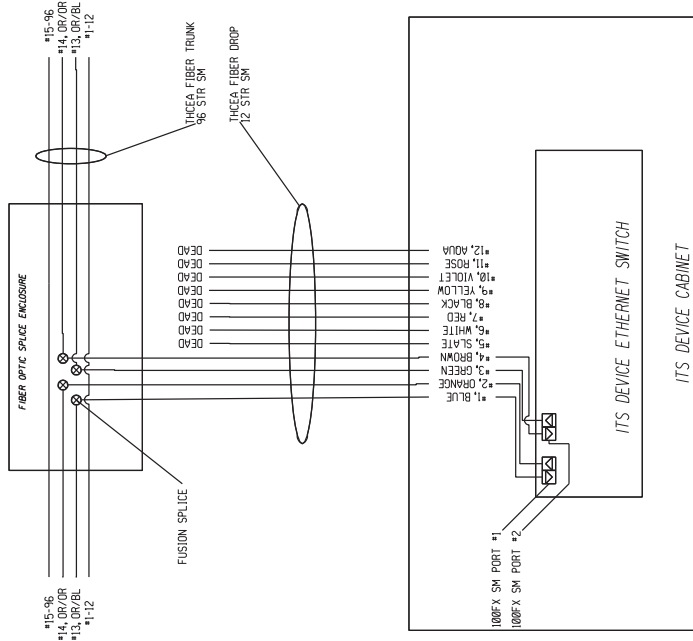 #15-96
#14, OR/OR
#13, OR/BL
#1-12
THCEA FIBER TRUNK
96 STR SM
THCEA FIBER DROP
12 STR SM
FIBER OPTIC SPLICE ENCLOSURE
DEAD
DEAD
DEAD
DEAD
DEAD
DEAD
DEAD
DEAD
#12, AQUA
#11, ROSE
#10, VIOLET
#9, YELLOW
#8, BLACK
#7, RED
#6, WHITE
#5, SLATE
#4, BROWN
#3, GREEN
#2, ORANGE
#1, BLUE
FUSION SPLICE
#15-96
#14, OR/OR
#13, OR/BL
#1-12
100FX SM PORT #1
100FX SM PORT #2
ITS DEVICE ETHERNET SWITCH
ITS DEVICE CABINET